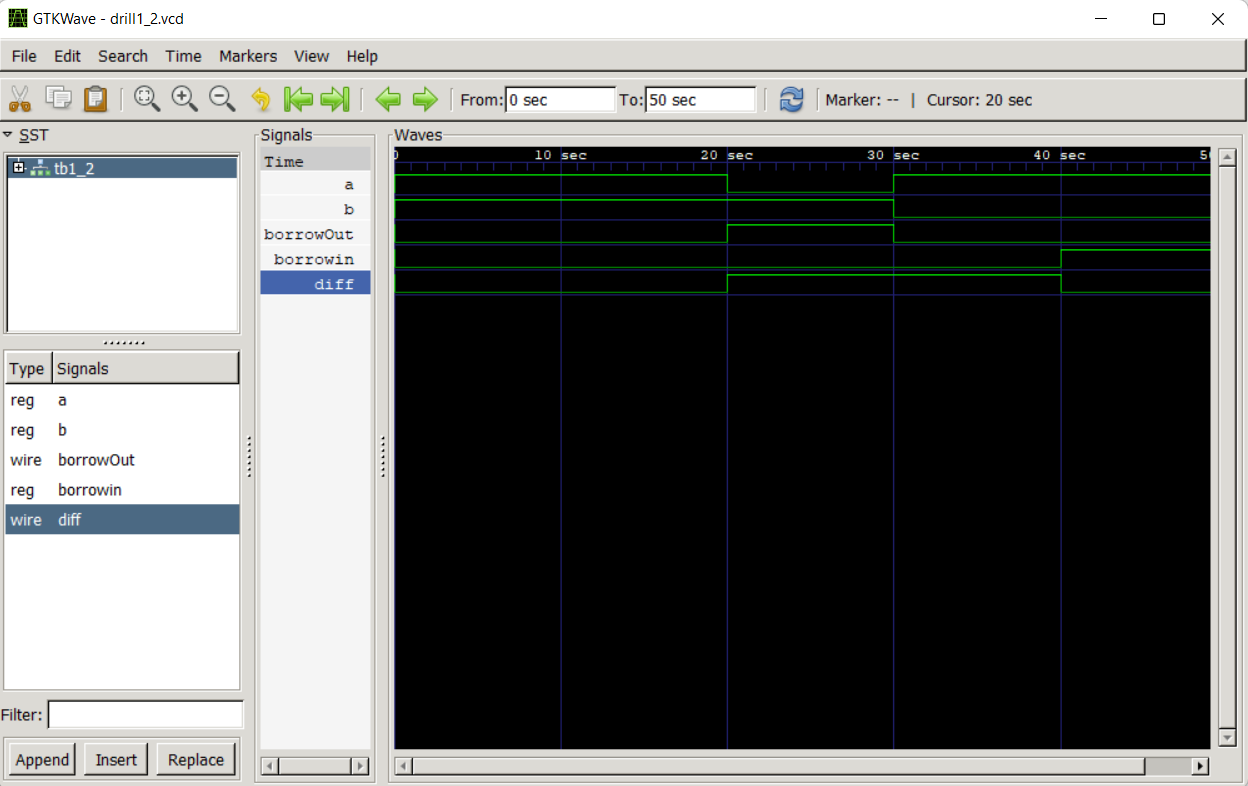 GTKWave - drill1_2.vcd
File Edit Search Time Markers View Help
From: 0 sec To: 50 sec Marker: -- | Cursor: 20 sec
SST
tb1_2
Type Signals
reg a
reg b
wire borrowOut
reg borrowin
wire diff
Filter:
Append Insert Replace
Signals
Time
a
b
borrowOut
borrowin
diff
Waves
10 sec 20 sec 30 sec 40 sec